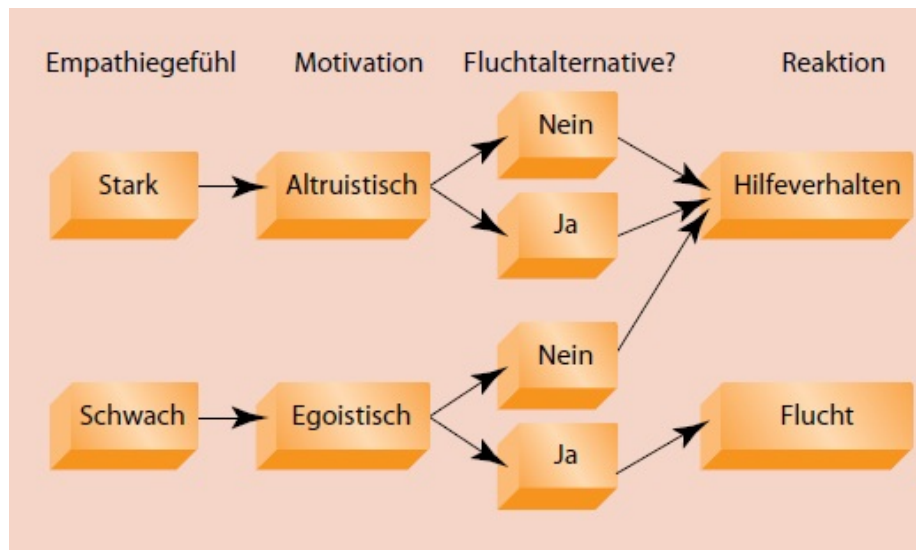 Empathiegefühl Motivation Fluchtalternative? Reaktion
Nein
Stark Altruistisch Hilfeverhalten
Ja
Nein
Schwach Egoistisch Flucht
Ja